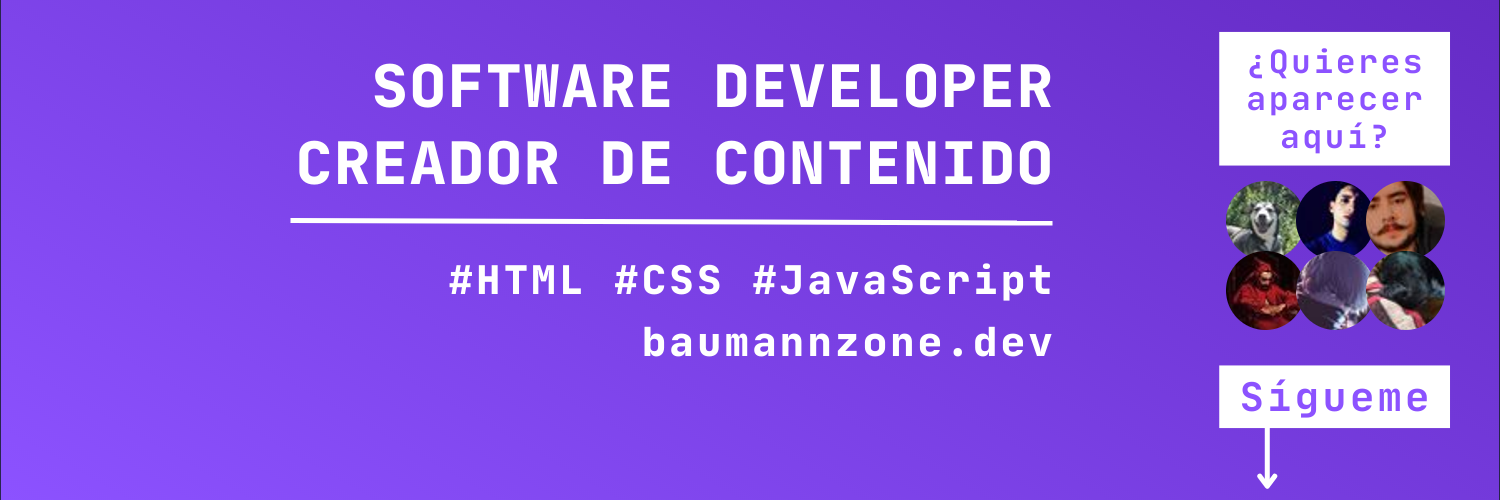 SOFTWARE DEVELOPER
CREADOR DE CONTENIDO
#HTML #CSS #JavaScript
baumannzone.dev
¿Quieres
aparecer
aquí?
Sígueme